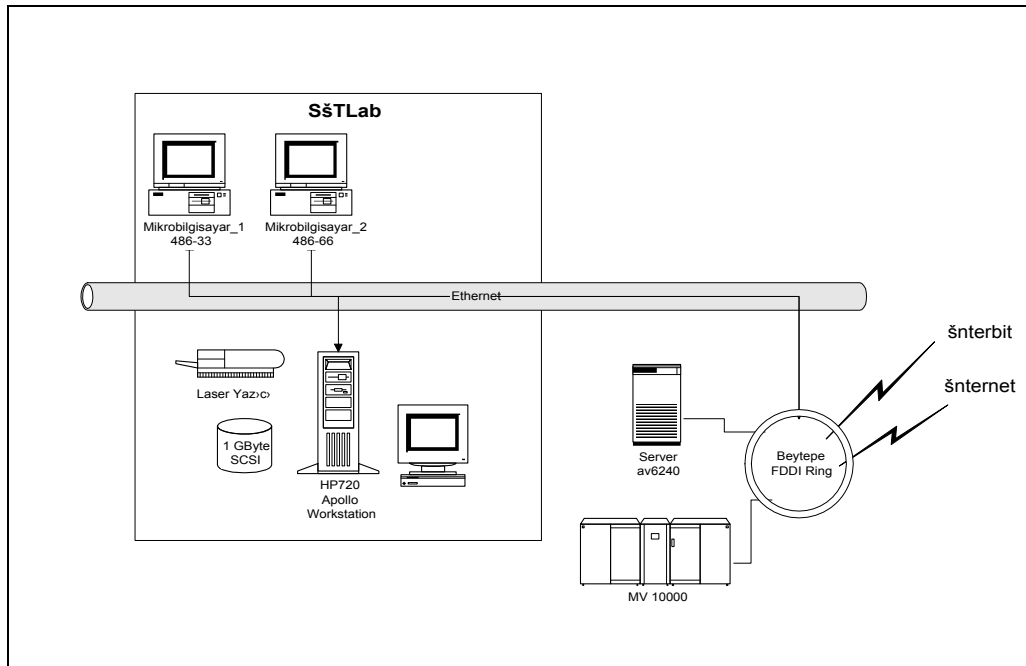 SšTLab
Mikrobilgisayar_1
486-33
Mikrobilgisayar_2
486-66
Ethernet
Laser Yaz›c›
1 GByte
SCSI
HP720
Apollo
Workstation
Server
av6240
MV 10000
Beytepe
FDDI Ring
šnterbit
šnternet